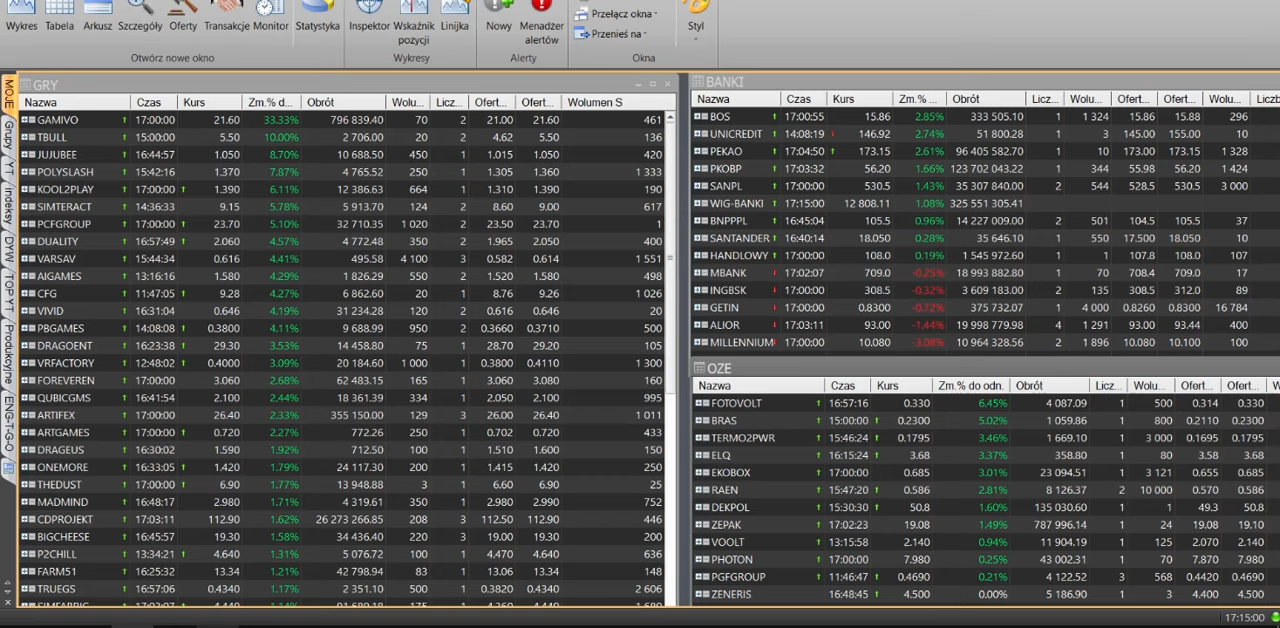 Wykres Tabela Arkusz Szczegóły Oferty Transakcje Monitor Statystyka Inspektor Wskaźnik pozycji Linijka Nowy Menadżer alertów Przełącz okna Styl
Przenieś na
Otwórz nowe okno Wykresy Alerty Okna
MOJE
Grupy
YT
Indeksy
DYW
TOP YT
Produkcyjne
ENG-T-G-O
GRY
Nazwa Czas Kurs Zm.% d... Obrót Wolu... Licz... Ofert... Ofert... Wolumen S
GAMIVO 17:00:00 21.60 33.33% 796 839.40 70 2 21.00 21.60 461
TBULL 15:00:00 5.50 10.00% 2 706.00 20 2 4.62 5.50 136
JUJUBEE 16:44:57 1.050 8.70% 10 688.50 450 1 1.015 1.050 420
POLYSLASH 15:42:16 1.370 7.87% 4 765.52 250 1 1.305 1.360 1 333
KOOL2PLAY 17:00:00 1.390 6.11% 12 386.63 664 1 1.310 1.390 190
SIMTERACT 14:36:33 9.15 5.78% 5 913.70 124 2 8.60 9.00 617
PCFGROUP 17:00:00 23.70 5.10% 32 710.35 1 020 2 23.50 23.70 1
DUALITY 16:57:49 2.060 4.57% 4 772.48 350 1 1.965 2.050 400
VARSAV 15:44:34 0.616 4.41% 495.58 4 100 3 0.582 0.614 1 551
AIGAMES 13:16:16 1.580 4.29% 1 826.29 550 1 1.520 1.580 498
CFG 11:47:05 9.28 4.27% 6 862.60 20 1 8.76 9.26 1 026
VIVID 16:31:04 0.646 4.19% 31 234.28 120 2 0.616 0.646 20
PBGAMES 14:08:08 0.3800 4.11% 9 688.99 950 2 0.3660 0.3710 500
DRAGOENT 16:23:38 29.30 3.53% 14 458.80 75 1 28.70 29.20 105
VRFACTORY 12:48:02 0.4000 3.09% 20 184.60 1 000 1 0.3800 0.4110 1 300
FOREVEREN 17:00:00 3.060 2.68% 62 483.15 165 1 3.060 3.080 160
QUBICGMS 16:41:54 2.100 2.44% 18 361.39 334 1 2.050 2.100 995
ARTIFEX 17:00:00 26.40 2.33% 355 150.00 129 3 26.00 26.40 1 011
ARTGAMES 17:00:00 0.720 2.27% 772.26 250 1 0.702 0.720 433
DRAGEUS 16:30:02 1.590 1.92% 712.50 100 1 1.510 1.600 150
ONEMORE 16:33:05 1.420 1.79% 24 117.30 200 1 1.415 1.420 250
THEDUST 17:00:00 6.90 1.77% 13 948.88 3 1 6.60 6.90 25
MADMIND 16:48:17 2.980 1.71% 4 319.61 350 1 2.980 2.990 752
CDPROJEKT 17:03:11 112.90 1.62% 26 273 266.85 208 3 112.50 112.90 446
BIGCHEESE 16:45:57 19.30 1.58% 34 436.40 220 3 19.00 19.30 200
P2CHILL 13:34:21 4.640 1.31% 5 076.72 100 1 4.470 4.640 636
FARM51 16:25:32 13.34 1.21% 42 798.94 83 1 13.06 13.34 148
TRUEGS 16:57:06 0.4340 1.17% 2 351.10 500 1 0.3820 0.4340 2 606
BANKI
Nazwa Czas Kurs Zm.% ... Obrót Licz... Wolu... Ofert... Ofert... Wolu... Liczb
BOS 17:00:55 15.86 2.85% 333 505.10 1 1 324 15.86 15.88 296
UNICREDIT 14:08:19 146.92 2.74% 51 800.28 1 3 145.00 155.00 10
PEKAO 17:04:50 173.15 2.61% 96 405 582.70 1 10 173.00 173.15 1 328
PKOBP 17:03:32 56.20 1.66% 123 702 043.22 1 344 55.98 56.20 1 424
SANPL 17:00:00 530.5 1.43% 35 307 840.00 2 544 528.5 530.5 3 000
WIG-BANKI 17:15:00 12 808.11 1.08% 325 551 305.41
BNPPPL 16:45:04 105.5 0.96% 14 227 009.00 2 501 104.5 105.5 37
SANTANDER 16:40:14 18.050 0.28% 35 646.10 1 550 17.500 18.050 10
HANDLOWY 17:00:00 108.0 0.19% 1 545 972.60 1 1 107.8 108.0 107
MBANK 17:02:07 709.0 -0.25% 18 993 882.80 1 70 708.4 709.0 17
INGBSK 17:00:00 308.5 -0.32% 3 609 183.00 2 135 308.5 312.0 89
GETIN 17:00:00 0.8300 -0.72% 375 732.07 1 4 000 0.8260 0.8300 16 784
ALIOR 17:03:11 93.00 -1.44% 19 998 779.98 4 1 291 93.00 93.44 400
MILLENNIUM 17:00:00 10.080 -3.08% 10 964 328.56 2 1 896 10.080 10.100 100
OZE
Nazwa Czas Kurs Zm.% do odn. Obrót Licz... Wolu... Ofert... Ofert... W
FOTOVOLT 16:57:16 0.330 6.45% 4 087.09 1 500 0.314 0.330
BRAS 15:00:00 0.2300 5.02% 1 059.86 1 800 0.2110 0.2300
TERMO2PWR 15:46:24 0.1795 3.46% 1 669.10 1 3 000 0.1695 0.1795
ELQ 16:15:24 3.68 3.37% 358.80 1 80 3.58 3.68
EKOBOX 17:00:00 0.685 3.01% 23 094.51 1 3 121 0.655 0.685
RAEN 15:47:20 0.586 2.81% 8 126.37 2 10 000 0.570 0.586
DEKPOL 15:30:30 50.8 1.60% 135 030.60 1 1 49.3 50.8
ZEPAK 17:02:23 19.08 1.49% 787 996.14 1 24 19.08 19.10
VOOLT 13:15:58 2.140 0.94% 11 904.19 1 125 2.070 2.140
PHOTON 17:00:00 7.980 0.25% 43 002.31 1 70 7.870 7.980
PGFGROUP 11:46:47 0.4690 0.21% 4 122.52 3 568 0.4420 0.4690
ZENERIS 16:48:45 4.500 0.00% 5 186.90 1 3 4.400 4.500
17:15:00